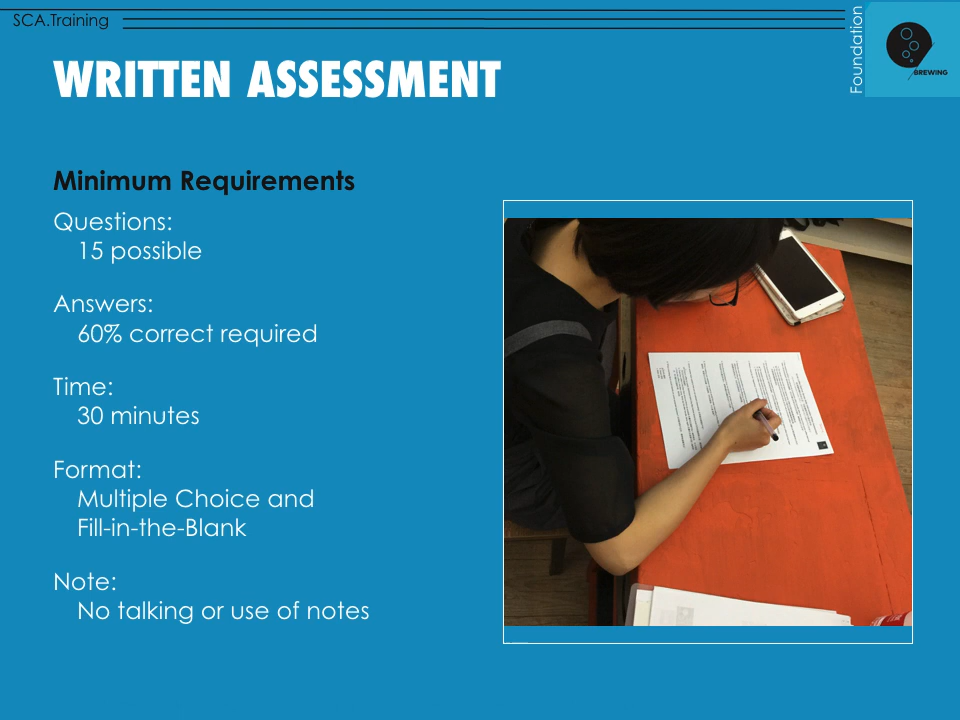 SCA.Training
Foundation
BREWING
WRITTEN ASSESSMENT
Minimum Requirements
Questions:
15 possible
Answers:
60% correct required
Time:
30 minutes
Format:
Multiple Choice and
Fill-in-the-Blank
Note:
No talking or use of notes